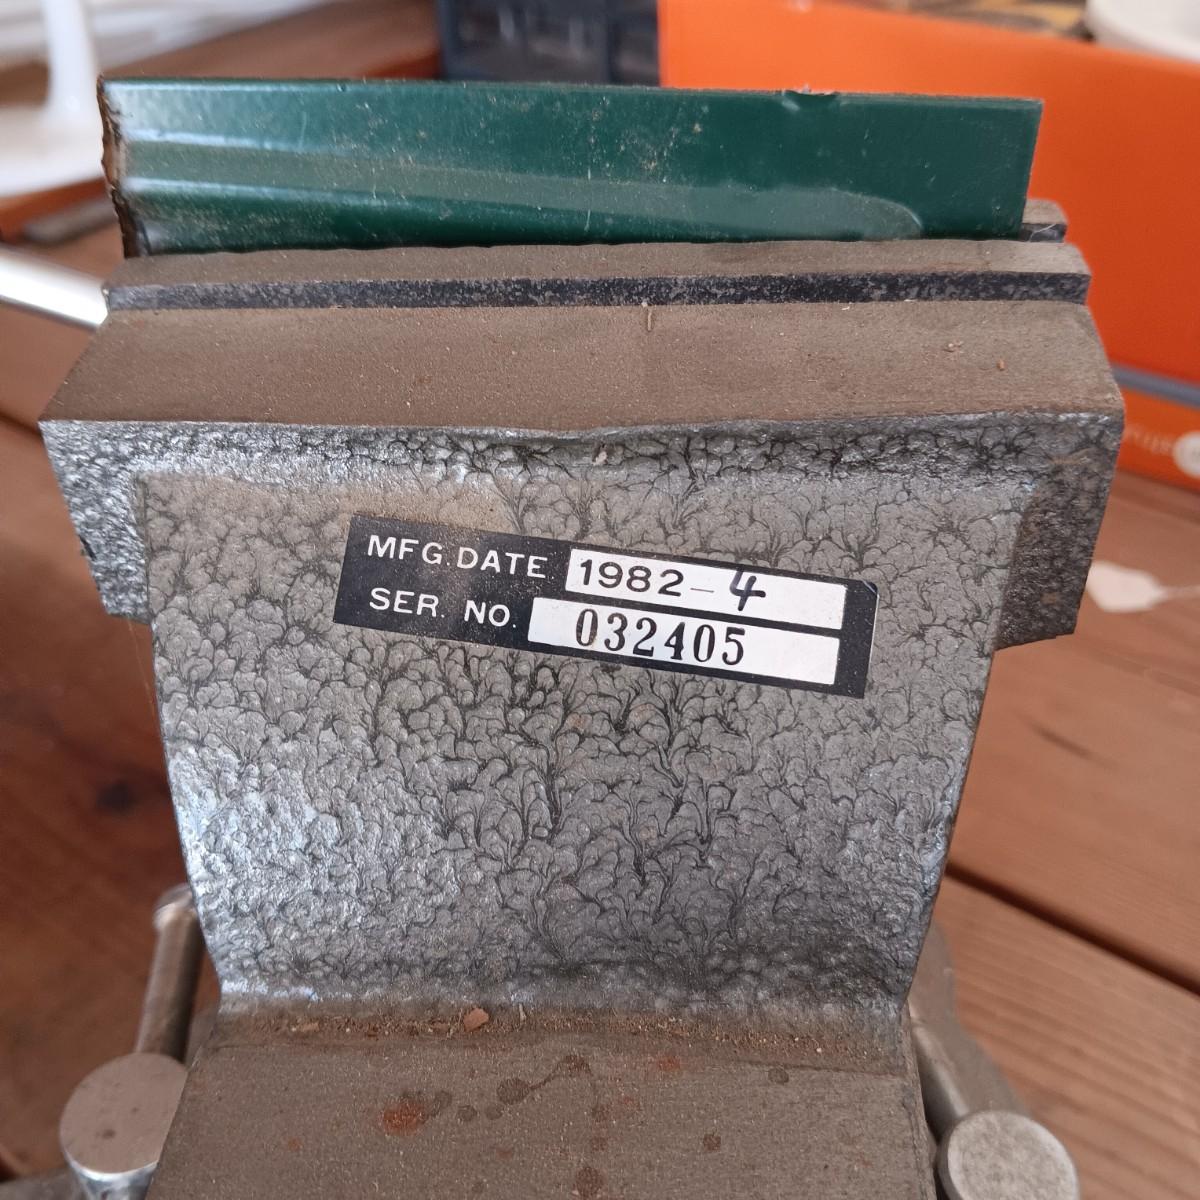 MFG.DATE 1982-4
SER. NO. 032405